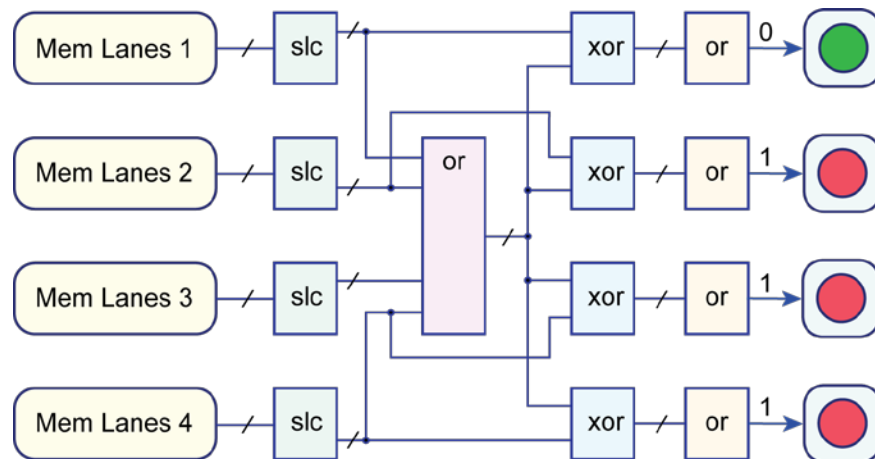 Mem Lanes 1 slc xor or 0
Mem Lanes 2 slc or xor or 1
Mem Lanes 3 slc xor or 1
Mem Lanes 4 slc xor or 1